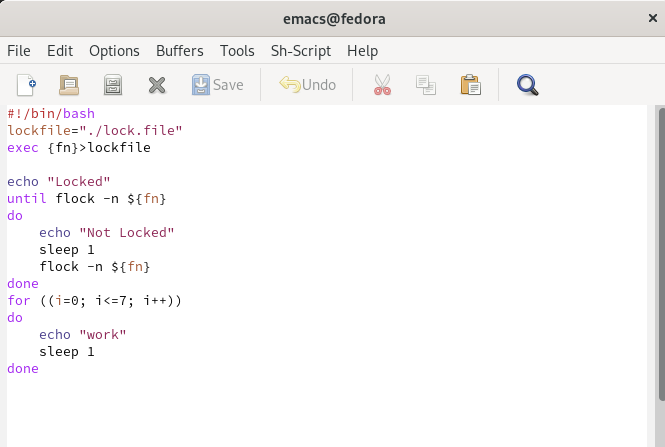 emacs@fedora
File Edit Options Buffers Tools Sh-Script Help
Save Undo
#!/bin/bash
lockfile="./lock.file"
exec {fn}>lockfile

echo "Locked"
until flock -n ${fn}
do
    echo "Not Locked"
    sleep 1
    flock -n ${fn}
done
for ((i=0; i<=7; i++))
do
    echo "work"
    sleep 1
done